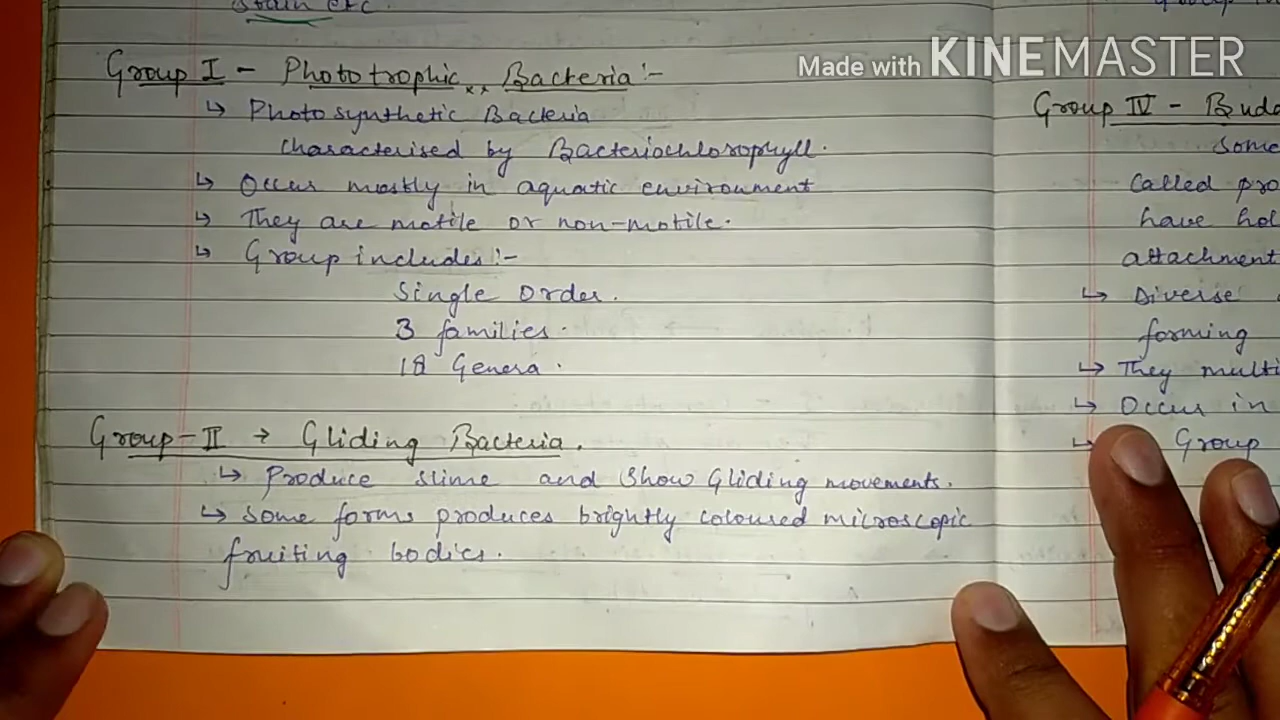 stain etc.
Group I - Phototrophic Bacteria :-
↳ Photosynthetic Bacteria
characterised by Bacteriochlorophyll.
↳ Occur mostly in aquatic environment
↳ They are motile or non-motile.
↳ Group includes :-
Single Order.
3 families.
18 Genera.
Group-II → Gliding Bacteria.
↳ Produce slime and show Gliding movements.
↳ Some forms produces brightly coloured microscopic
fruiting bodies.
Made with KINEMASTER
Group IV -
Some
Called
have
attachment
↳ Diverse
forming
↳ They
↳ Occur in
↳ Group